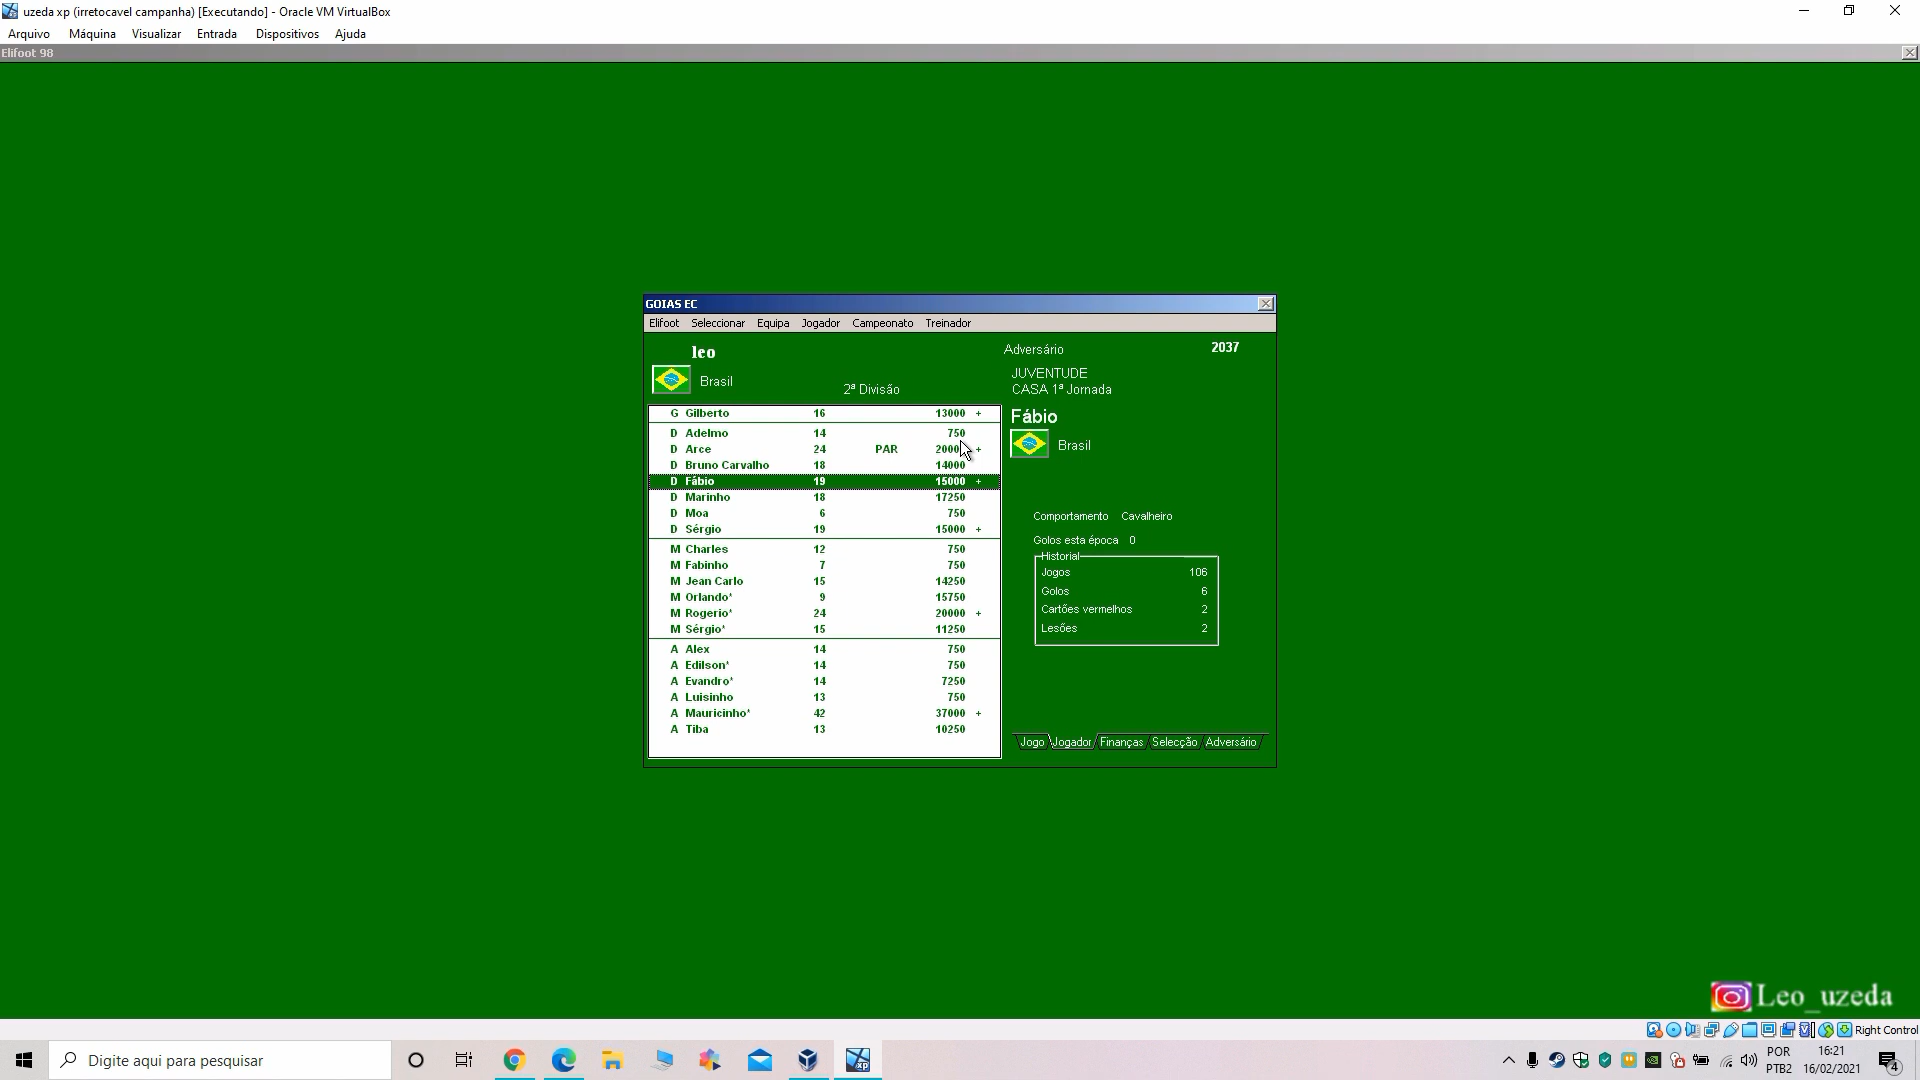 uzeda xp (irretocavel campanha) [Executando] - Oracle VM VirtualBox
Arquivo Máquina Visualizar Entrada Dispositivos Ajuda
Elifoot 98
GOIAS EC
Elifoot Seleccionar Equipa Jogador Campeonato Treinador
leo
Brasil
2ª Divisão
Adversário
2037
JUVENTUDE
CASA 1ª Jornada
G Gilberto 16 13000 +
D Adelmo 14 750
D Arce 24 PAR 20000 +
D Bruno Carvalho 18 14000
D Fábio 19 15000 +
D Marinho 18 17250
D Moa 6 750
D Sérgio 19 15000 +
M Charles 12 750
M Fabinho 7 750
M Jean Carlo 15 14250
M Orlando* 9 15750
M Rogerio* 24 20000 +
M Sérgio* 15 11250
A Alex 14 750
A Edilson* 14 750
A Evandro* 14 7250
A Luisinho 13 750
A Mauricinho* 42 37000 +
A Tiba 13 10250
Fábio
Brasil
Comportamento Cavalheiro
Golos esta época 0
Historial
Jogos 106
Golos 6
Cartões vermelhos 2
Lesões 2
Jogo Jogador Finanças Selecção Adversário
Leo_uzeda
Right Control
Digite aqui para pesquisar
xp
POR
PTB2
16:21
16/02/2021
4